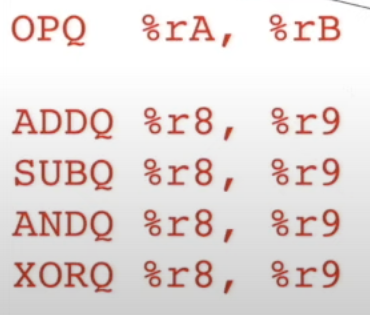 OPQ %rA, %rB
ADDQ %r8, %r9
SUBQ %r8, %r9
ANDQ %r8, %r9
XORQ %r8, %r9